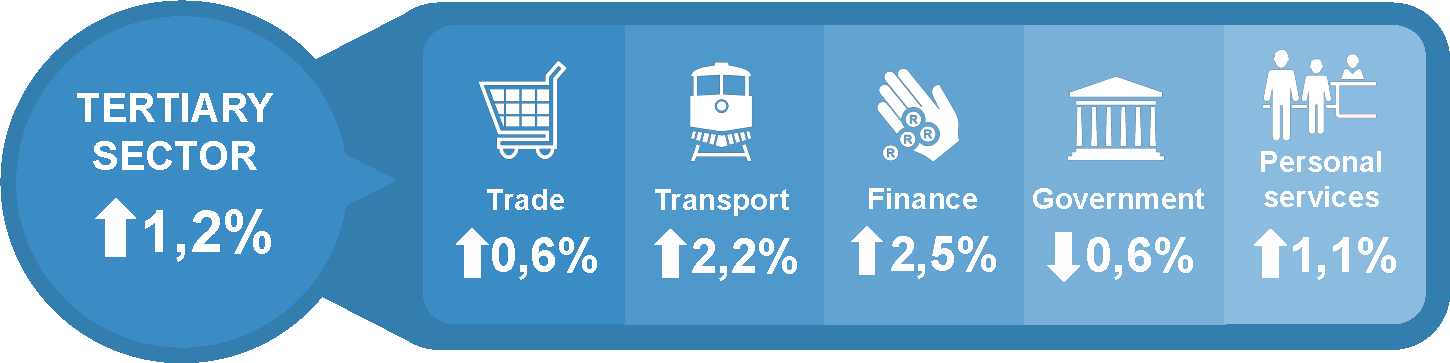 TERTIARY
SECTOR
1,2%
Trade
0,6%
Transport
2,2%
R
R
R
R
Finance
2,5%
Government
0,6%
Personal
services
1,1%